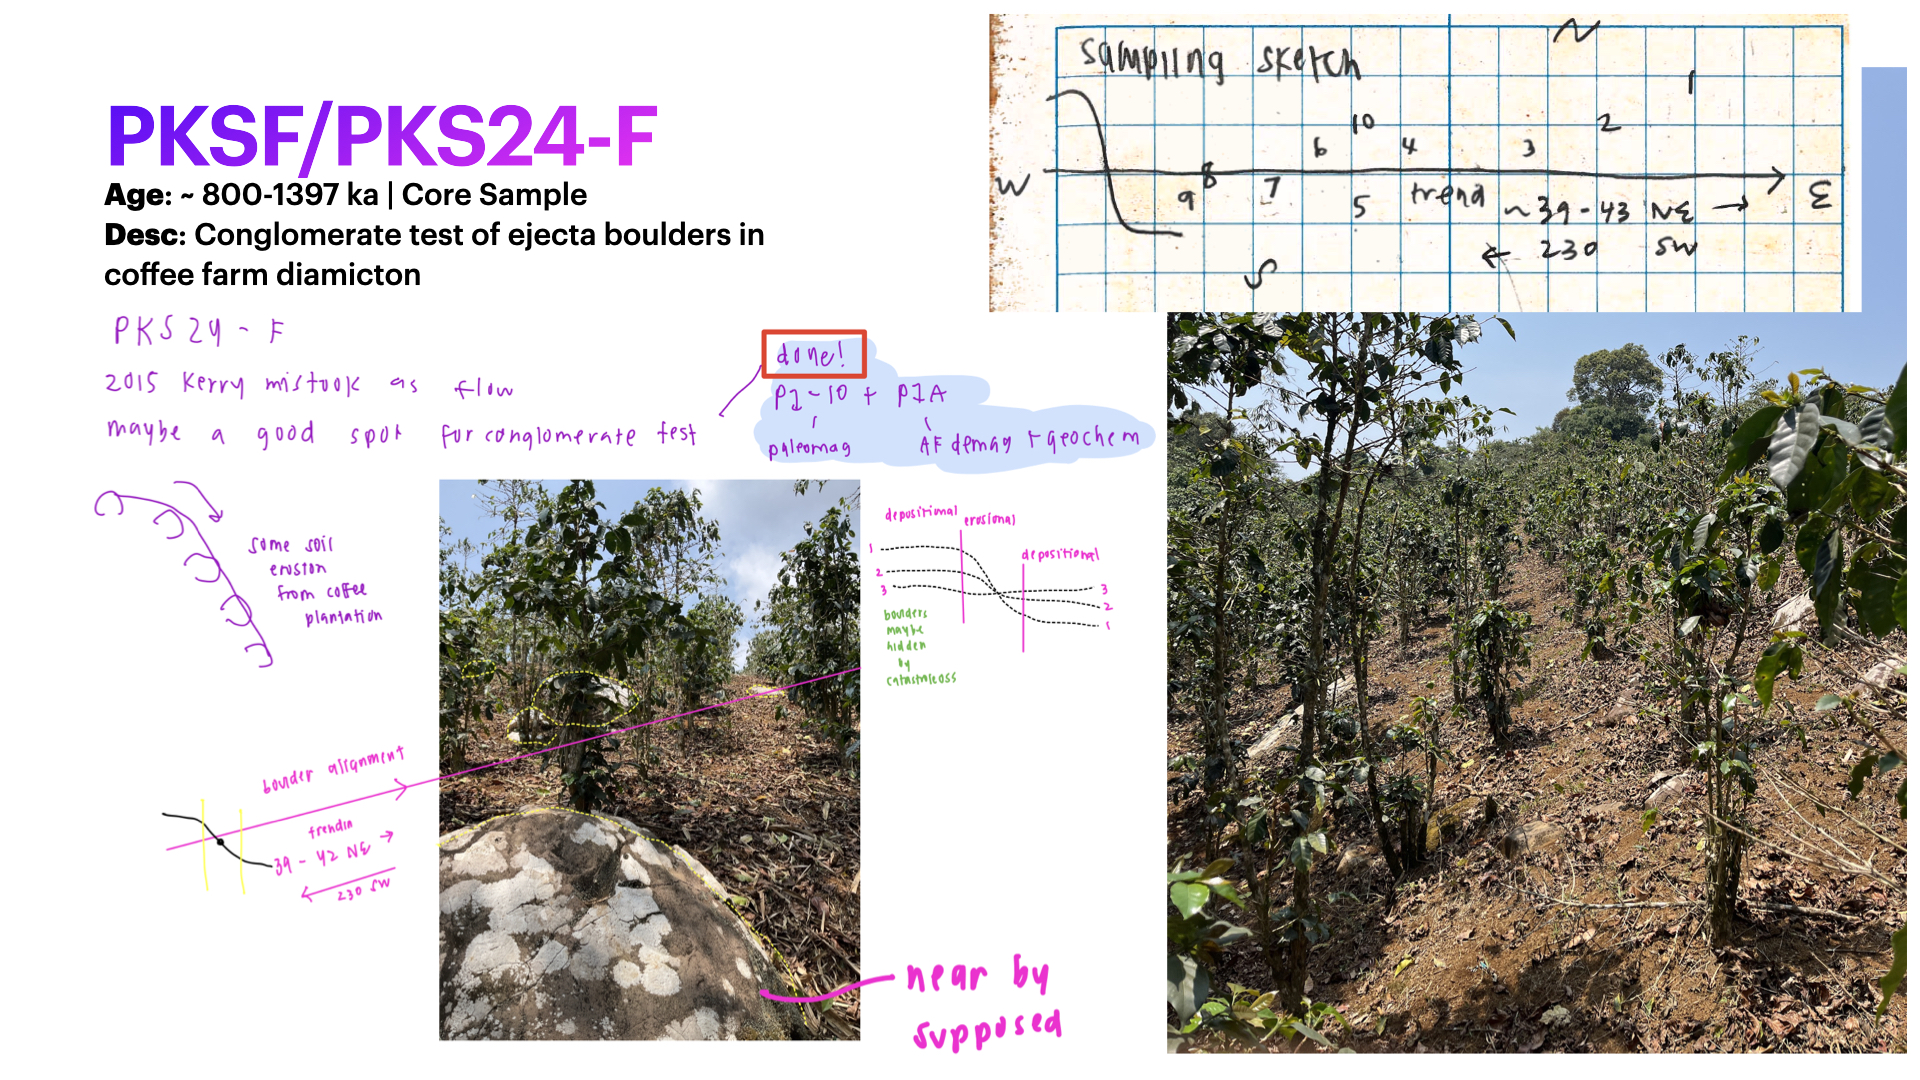 PKSF/PKS24-F
Age: ~ 800-1397 ka | Core Sample
Desc: Conglomerate test of ejecta boulders in
coffee farm diamicton
sampling sketch
N
1
2
10
6 4 3
W
8
9 7 5 trend ~39-43 NE →
E
← 230 SW
S
PKS 24 - F
2015 Kerry mistook as flow
maybe a good spot for conglomerate test
done!
P1-10 + P1A
paleomag
AF demag + geochem
some soil
erosion
from coffee
plantation
depositional
erosional
depositional
1
2
3
3
2
1
boulders
maybe
hidden
by
boulder alignment
39 - 42 NE →
230 SW
near by
supposed